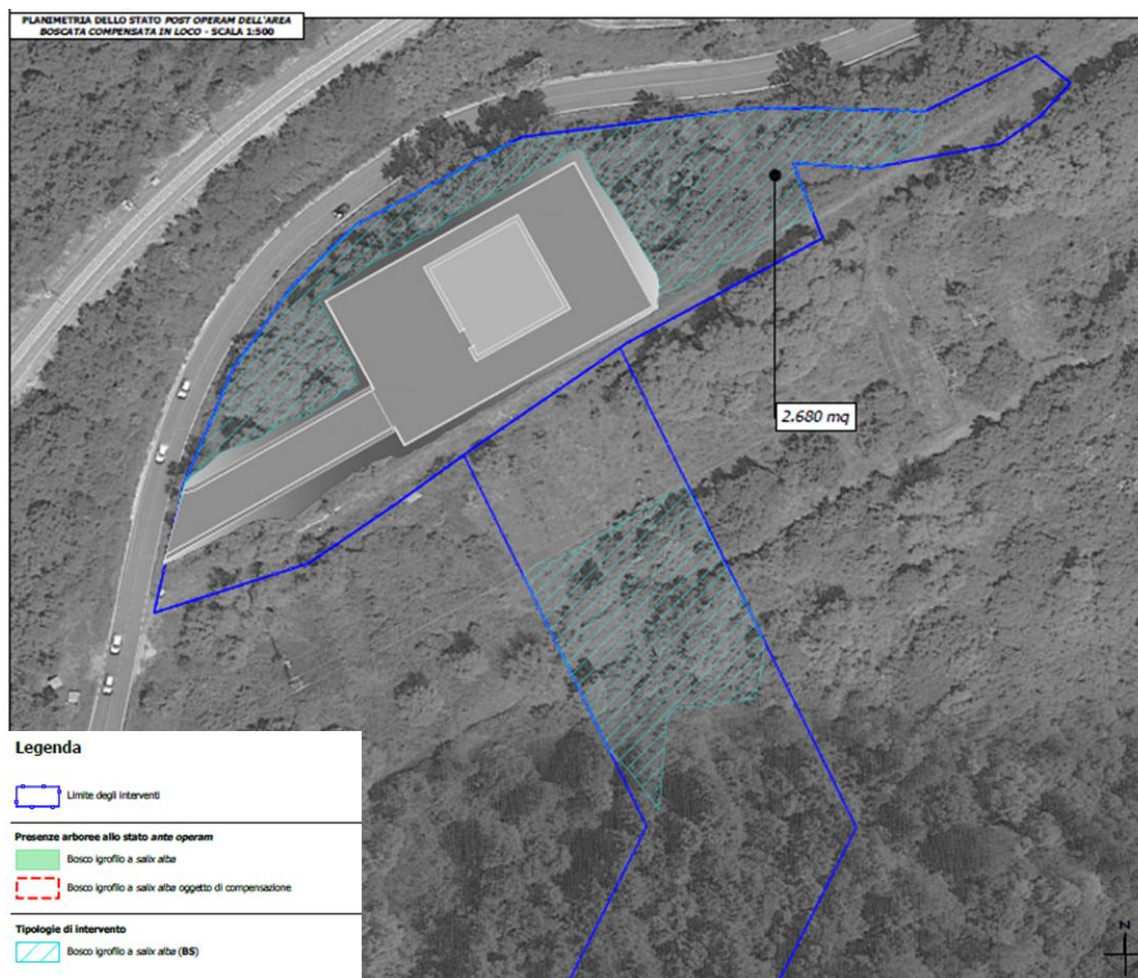 PLANIMETRIA DELLO STATO POST OPERAM DELL'AREA
BOSCATA COMPENSATA IN LOCO - SCALA 1:500
2.680 mq
Legenda
Limite degli interventi
Presenze arboree allo stato ante operam
Bosco igrofilo a salix alba
Bosco igrofilo a salix alba oggetto di compensazione
Tipologie di intervento
Bosco igrofilo a salix alba (BS)
N